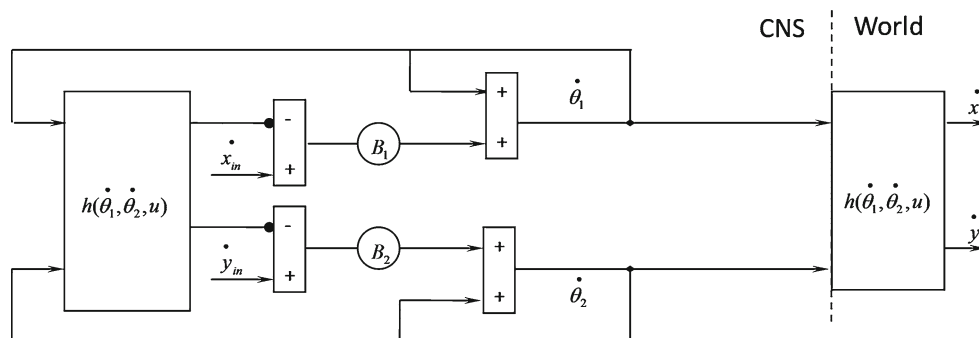 CNS World
+
+
θ̇₁
-
+
ẋᵢₙ
B₁
ẋ
h(θ̇₁,θ̇₂,u)
h(θ̇₁,θ̇₂,u)
-
+
ẏᵢₙ
B₂
+
+
θ̇₂
ẏ